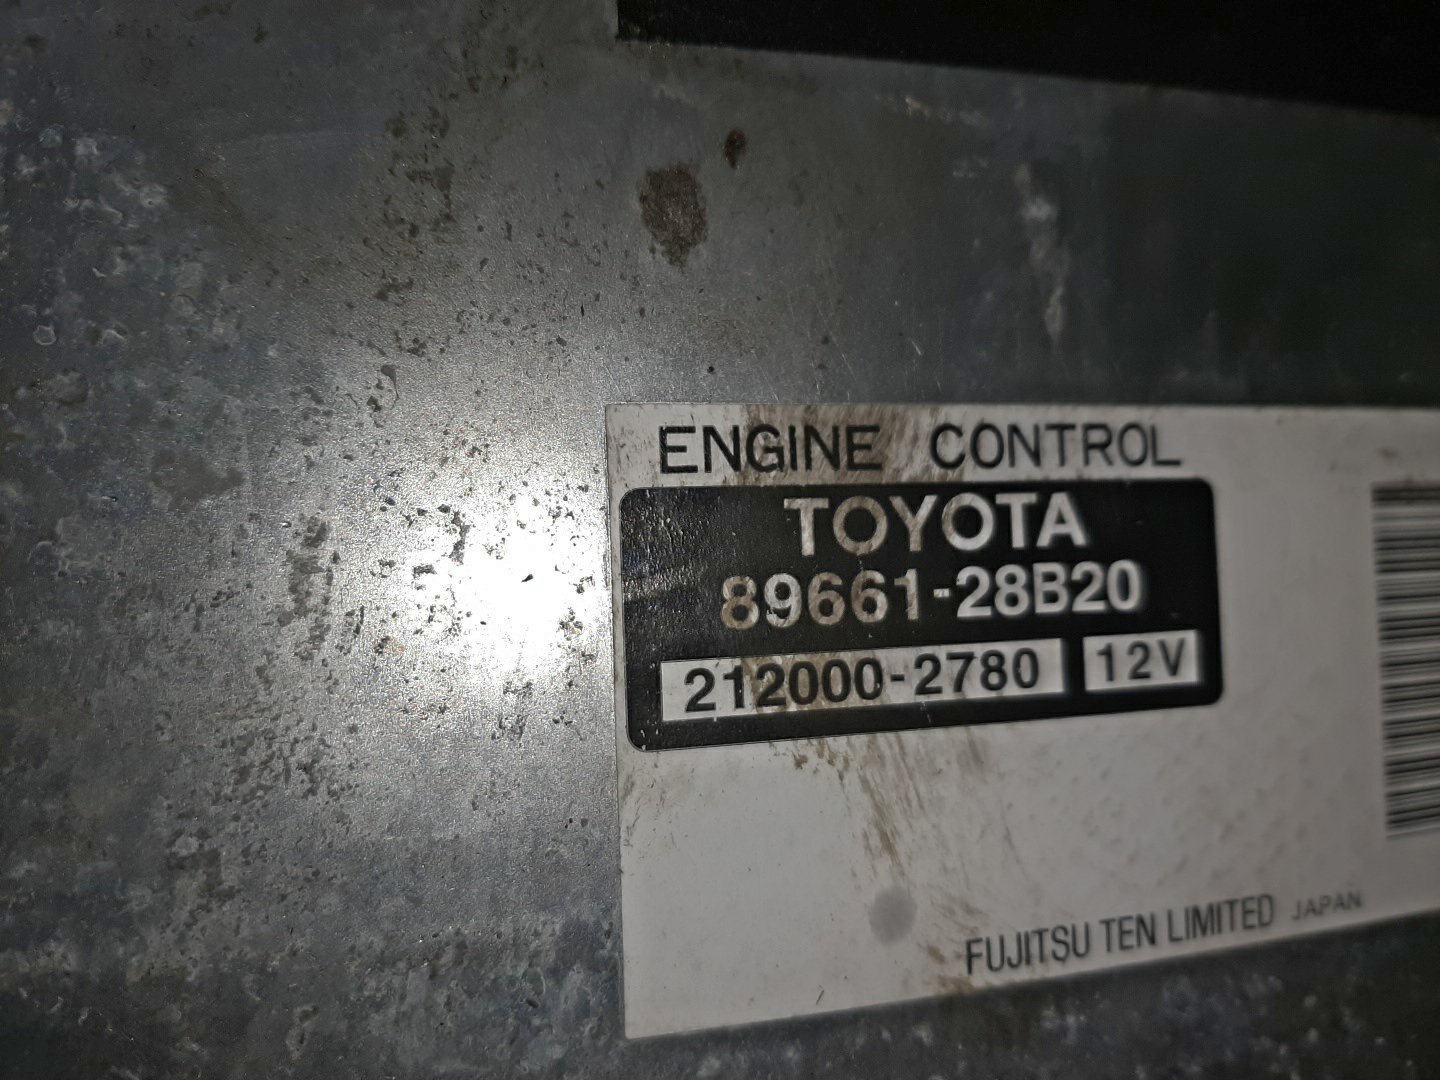 ENGINE CONTROL
TOYOTA
89661-28B20
212000-2780 12V
FUJITSU TEN LIMITED JAPAN